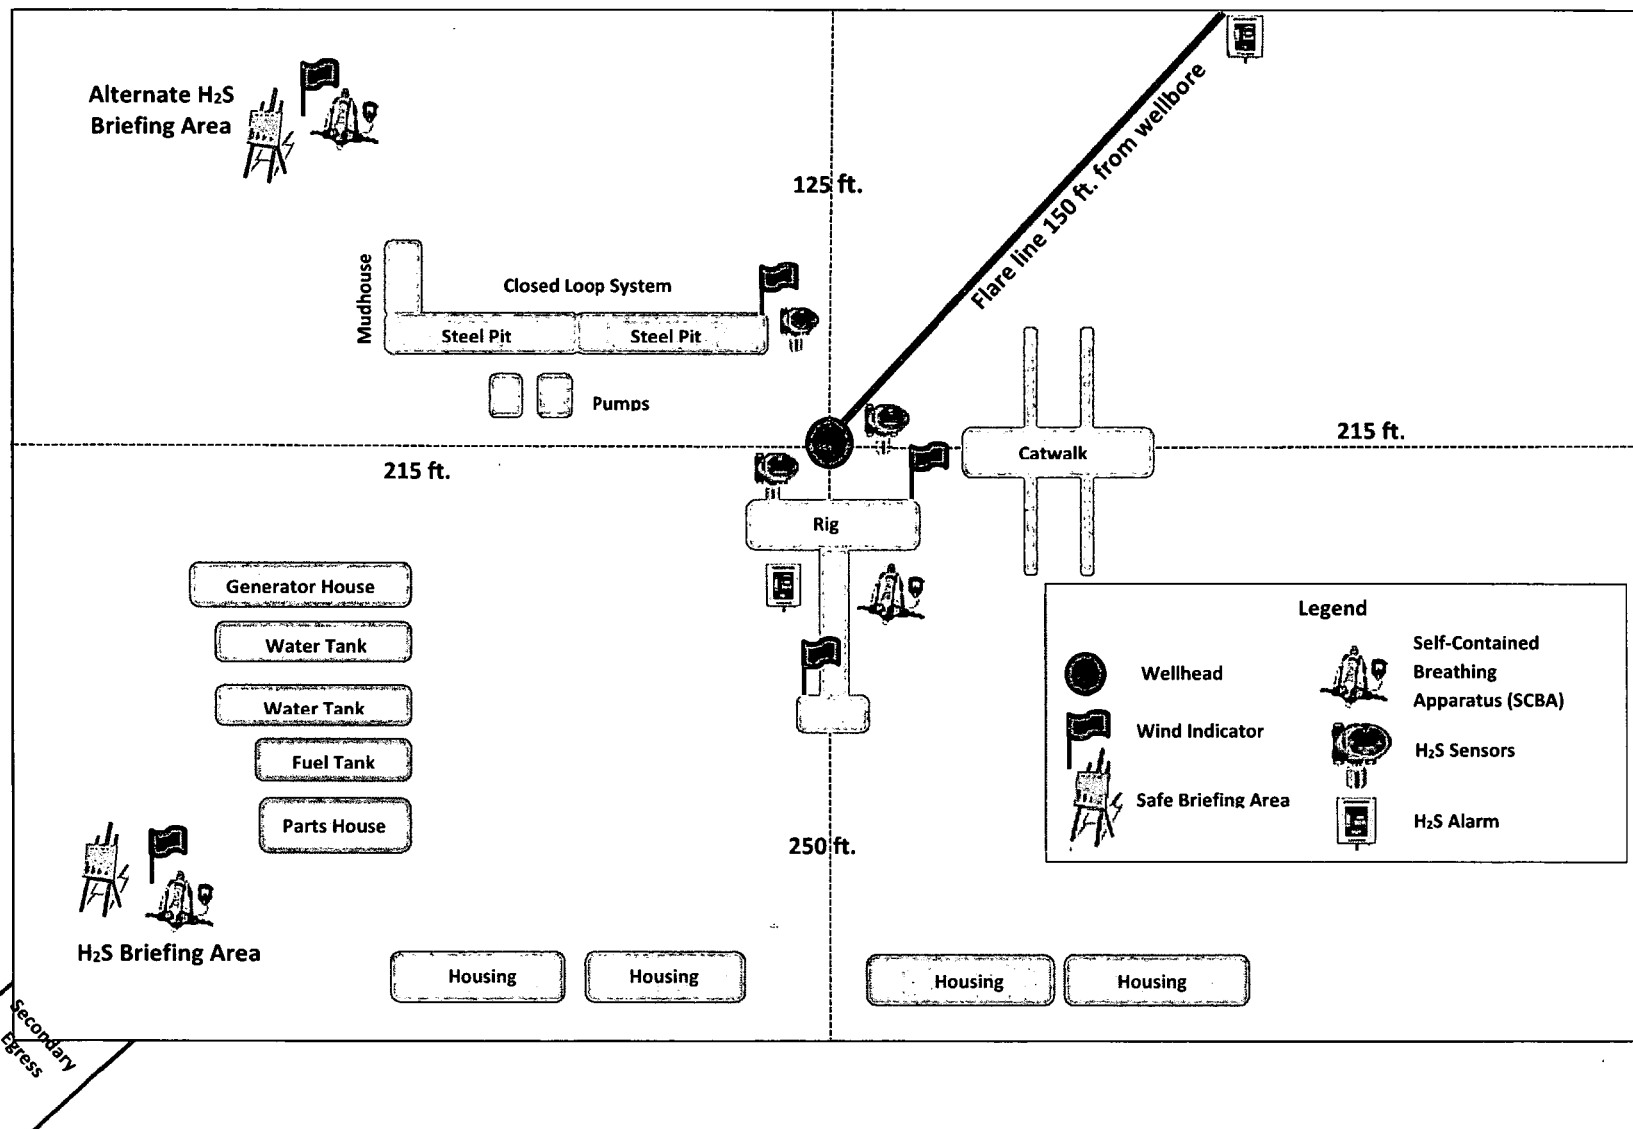 Alternate H₂S
Briefing Area
125 ft.
Flare line 150 ft. from wellbore
Mudhouse
Closed Loop System
Steel Pit
Steel Pit
Pumps
215 ft.
215 ft.
Catwalk
Rig
Generator House
Water Tank
Water Tank
Fuel Tank
Parts House
250 ft.
H₂S Briefing Area
Housing
Housing
Housing
Housing
Secondary
Egress
Legend
Wellhead
Wind Indicator
Safe Briefing Area
Self-Contained
Breathing
Apparatus (SCBA)
H₂S Sensors
H₂S Alarm